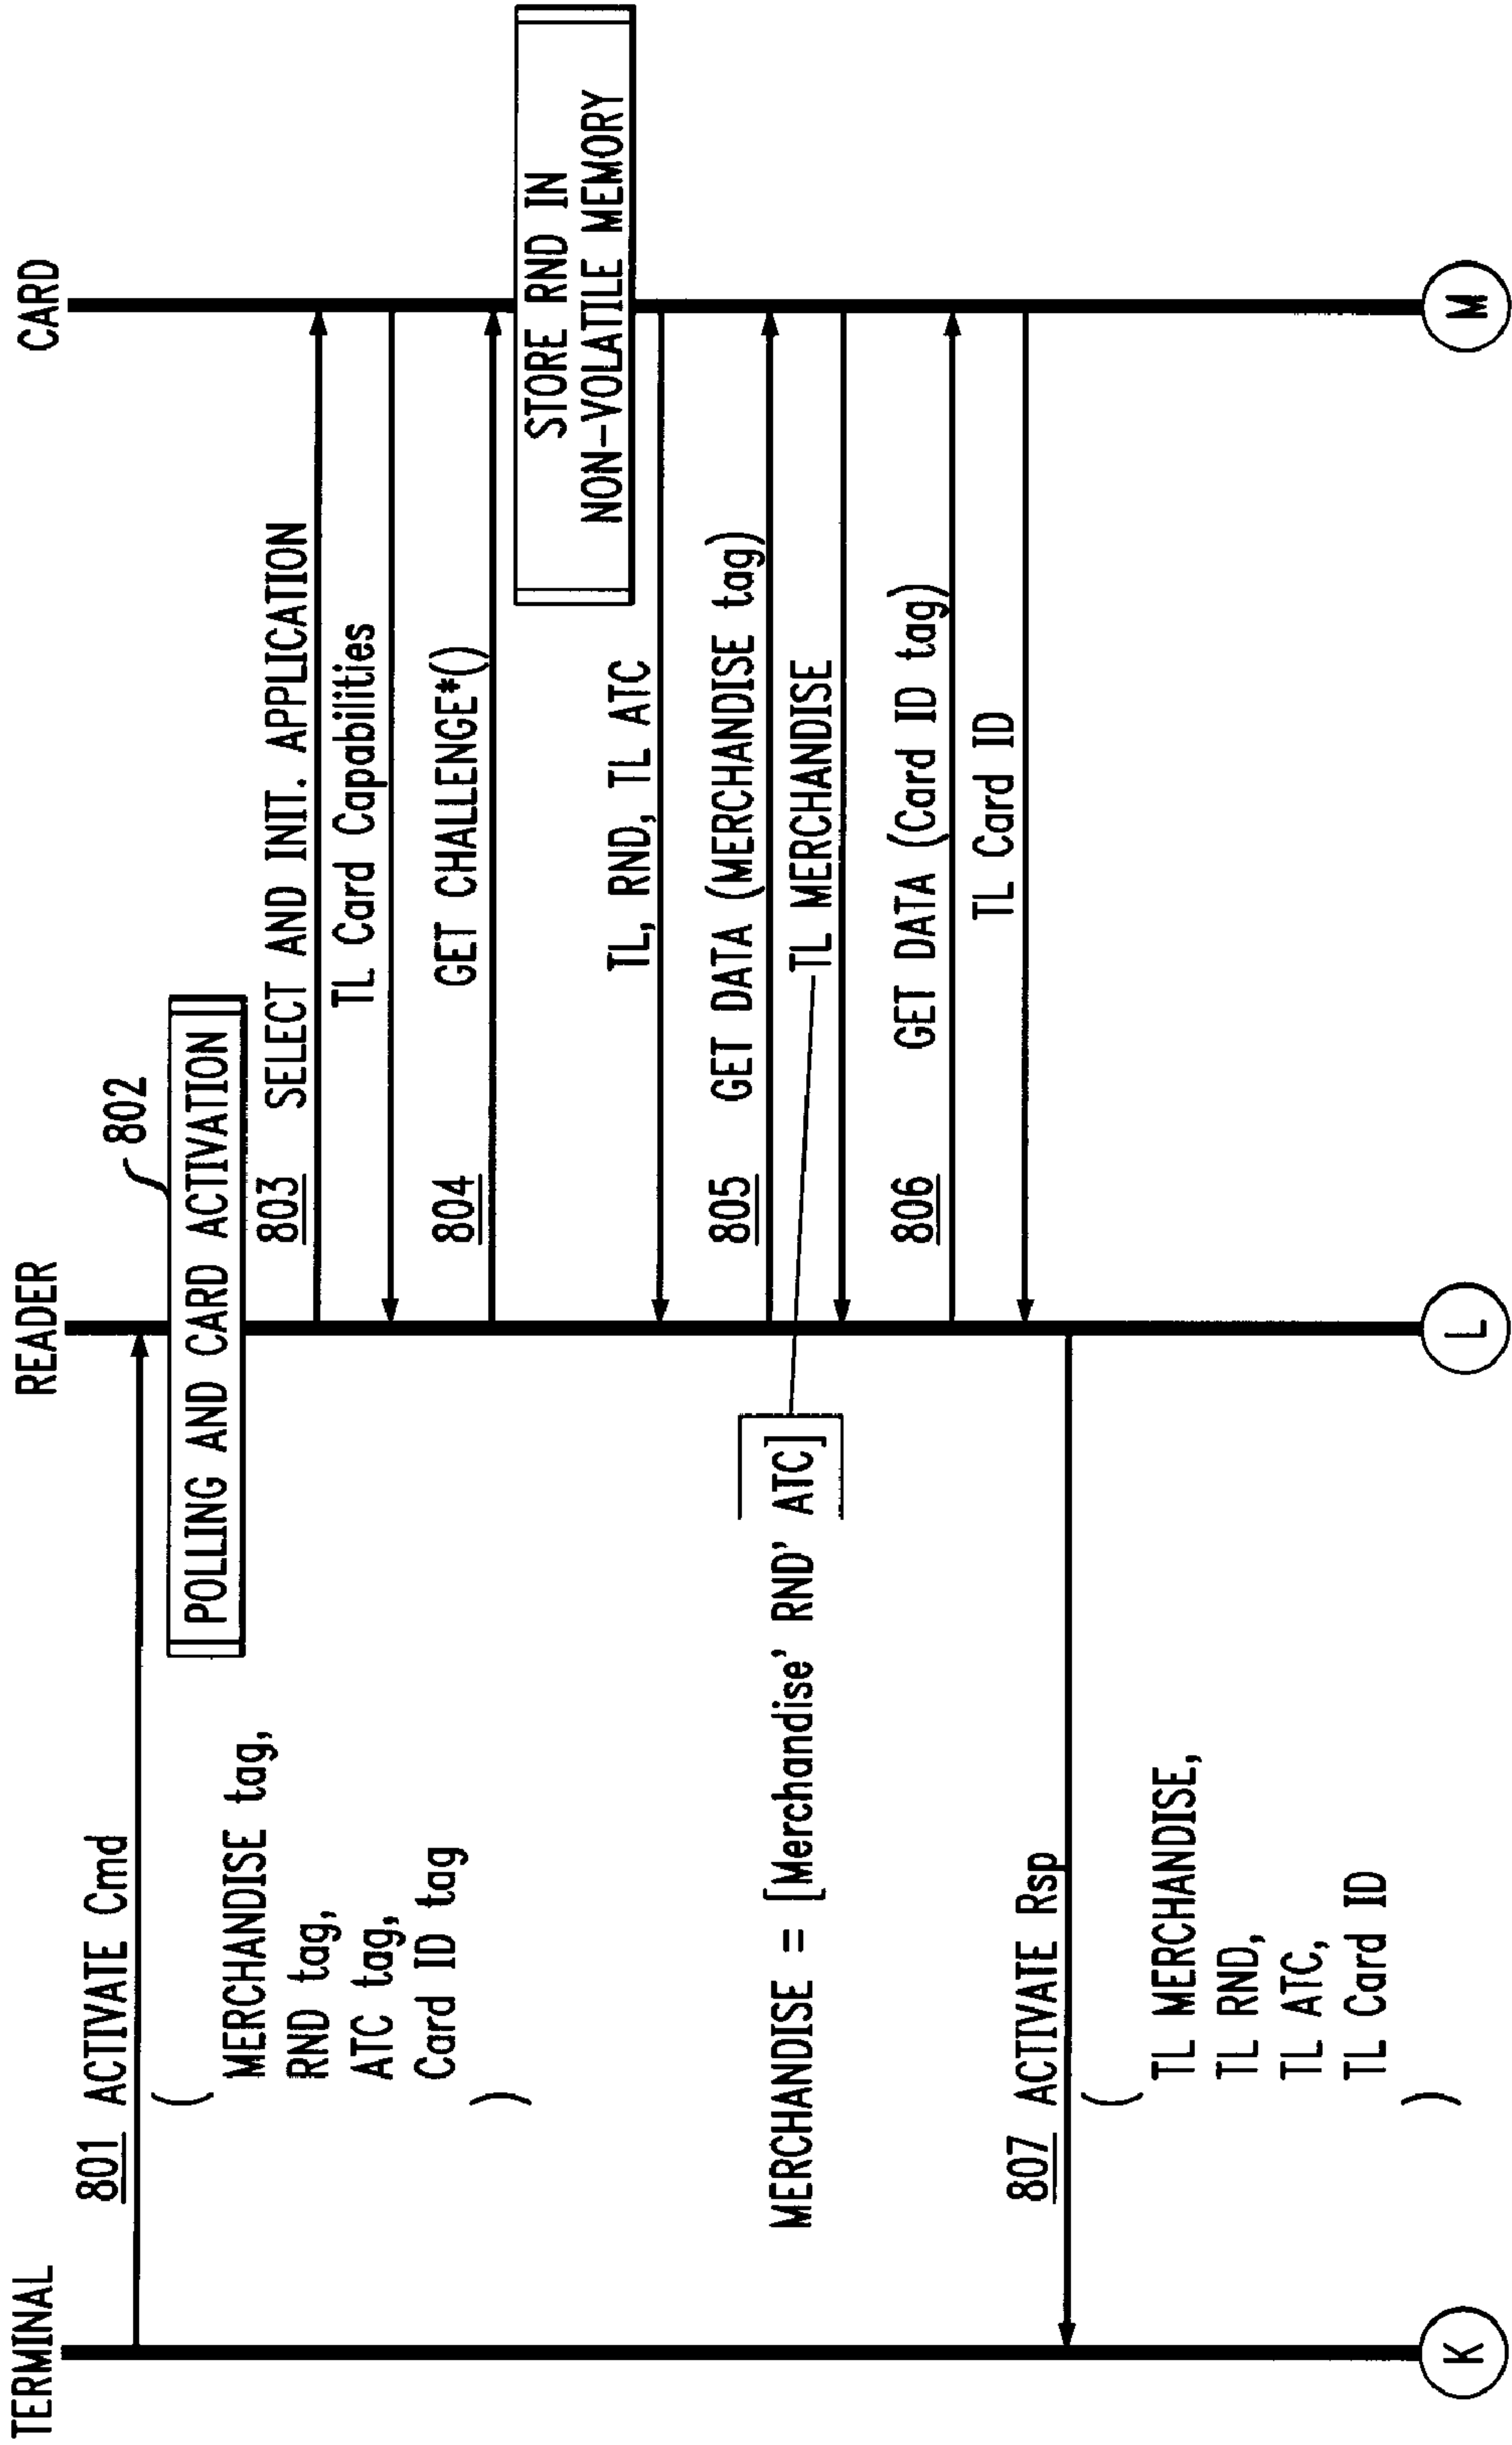 TERMINAL
READER
CARD
801 ACTIVATE Cmd
( MERCHANDISE tag,
RND tag,
ATC tag,
Card ID tag
)
802
POLLING AND CARD ACTIVATION
803 SELECT AND INIT. APPLICATION
TL Card Capabilities
804 GET CHALLENGE*()
STORE RND IN
NON-VOLATILE MEMORY
TL, RND, TL ATC
805 GET DATA (MERCHANDISE tag)
MERCHANDISE = [Merchandise' RND' ATC]
TL MERCHANDISE
806 GET DATA (Card ID tag)
TL Card ID
807 ACTIVATE Rsp
( TL MERCHANDISE,
TL RND,
TL ATC,
TL Card ID
)
K
L
M